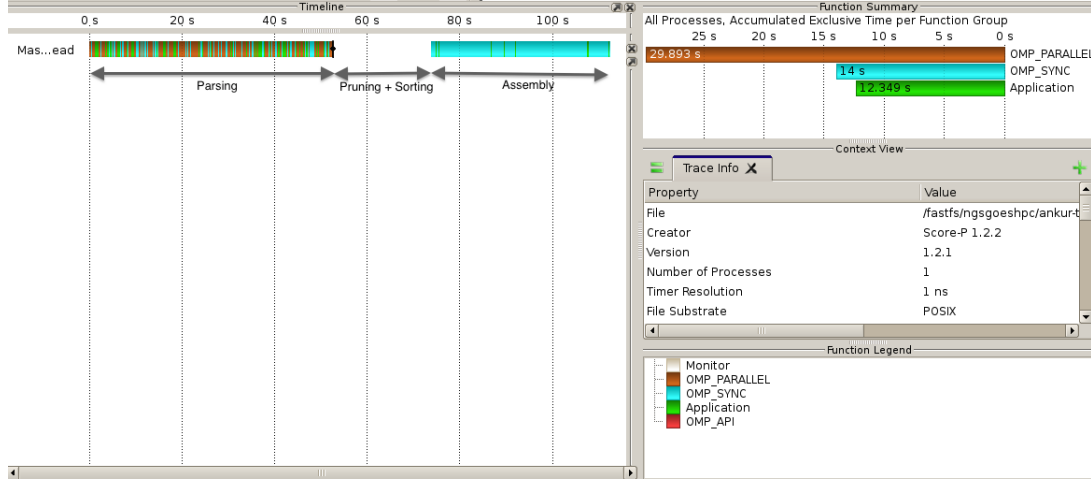 Timeline
0 s 20 s 40 s 60 s 80 s 100 s
Mas...ead
Parsing
Pruning + Sorting
Assembly
Function Summary
All Processes, Accumulated Exclusive Time per Function Group
25 s 20 s 15 s 10 s 5 s 0 s
29.893 s OMP_PARALLEL
14 s OMP_SYNC
12.349 s Application
Context View
Trace Info
Property Value
File /fastfs/ngsgoeshpc/ankur-t
Creator Score-P 1.2.2
Version 1.2.1
Number of Processes 1
Timer Resolution 1 ns
File Substrate POSIX
Function Legend
Monitor
OMP_PARALLEL
OMP_SYNC
Application
OMP_API